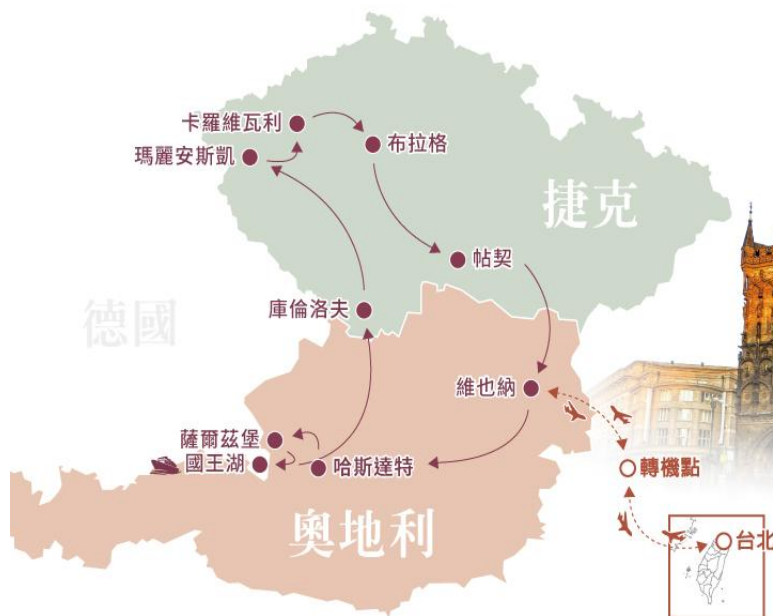 卡羅維瓦利
瑪麗安斯凱
布拉格
捷克
帖契
德國
庫倫洛夫
維也納
薩爾茲堡
國王湖
哈斯達特
轉機點
奧地利
台北